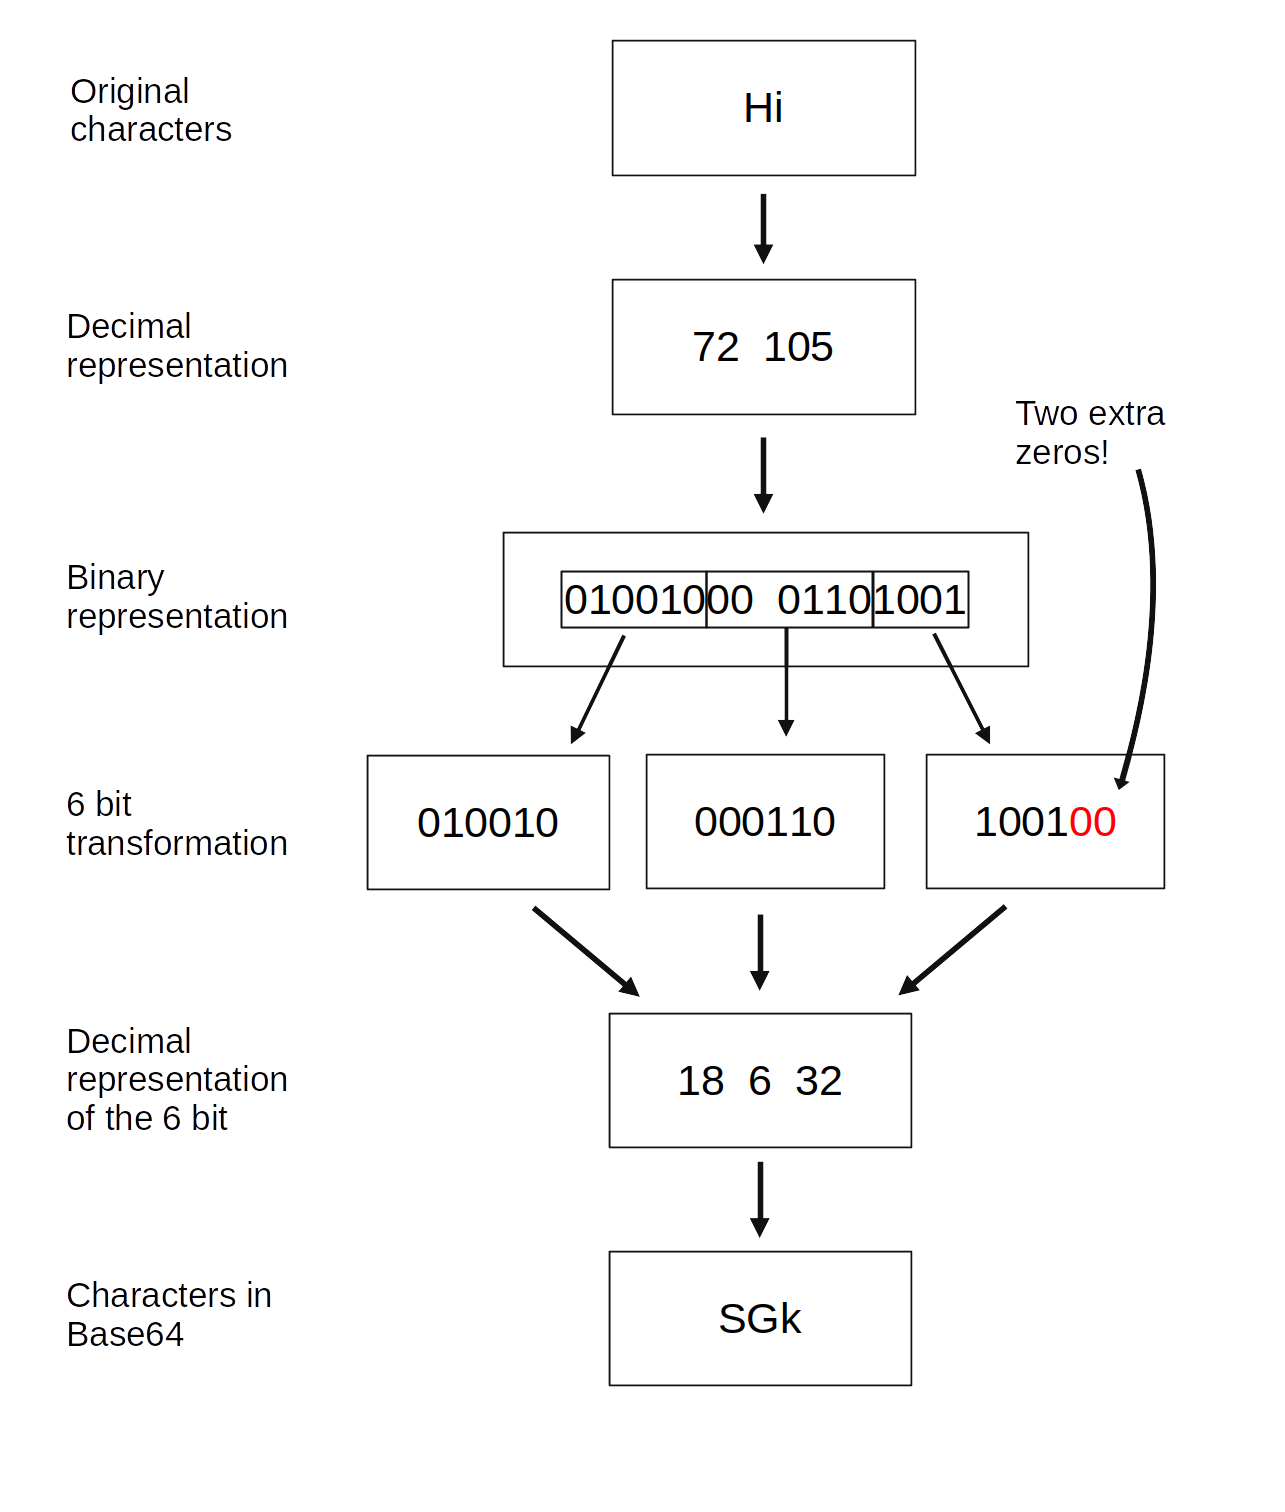 Original
characters
Hi
Decimal
representation
72 105
Two extra
zeros!
Binary
representation
01001000 01101001
6 bit
transformation
010010
000110
100100
Decimal
representation
of the 6 bit
18 6 32
Characters in
Base64
SGk